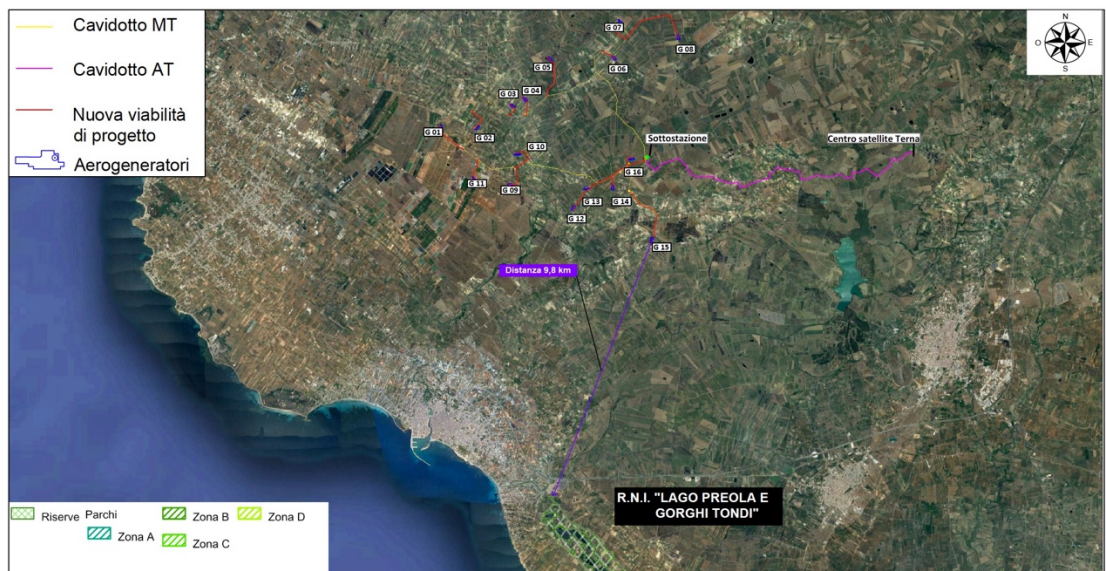 Cavidotto MT
Cavidotto AT
Nuova viabilità
di progetto
Aerogeneratori
N
O
E
S
G 07
G 08
G 05
G 06
G 04
G 03
G 01
G 02
G 10
Sottostazione
Centro satellite Terna
G 11
G 09
G 16
G 13
G 14
G 12
G 15
Distanza 9,8 km
R.N.I. "LAGO PREOLA E
GORGHI TONDI"
Riserve
Parchi
Zona A
Zona B
Zona C
Zona D